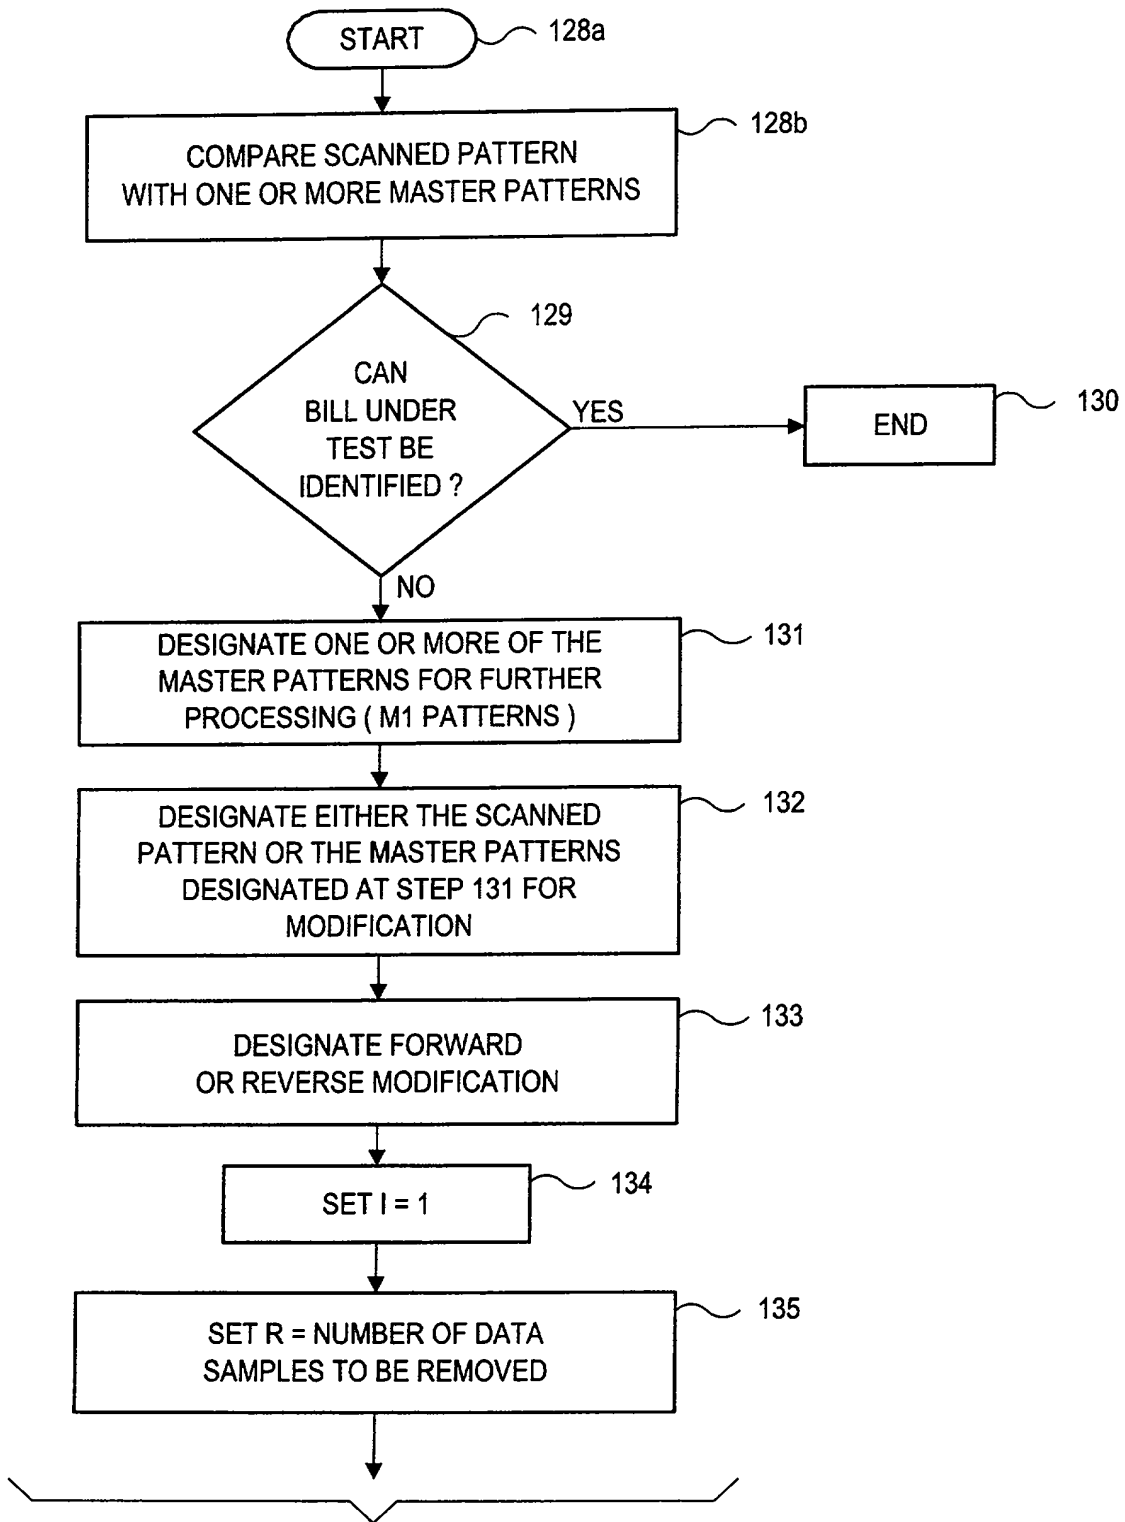 START
128a
COMPARE SCANNED PATTERN
WITH ONE OR MORE MASTER PATTERNS
128b
CAN
BILL UNDER
TEST BE
IDENTIFIED ?
129
YES
END
130
NO
DESIGNATE ONE OR MORE OF THE
MASTER PATTERNS FOR FURTHER
PROCESSING ( M1 PATTERNS )
131
DESIGNATE EITHER THE SCANNED
PATTERN OR THE MASTER PATTERNS
DESIGNATED AT STEP 131 FOR
MODIFICATION
132
DESIGNATE FORWARD
OR REVERSE MODIFICATION
133
SET I = 1
134
SET R = NUMBER OF DATA
SAMPLES TO BE REMOVED
135